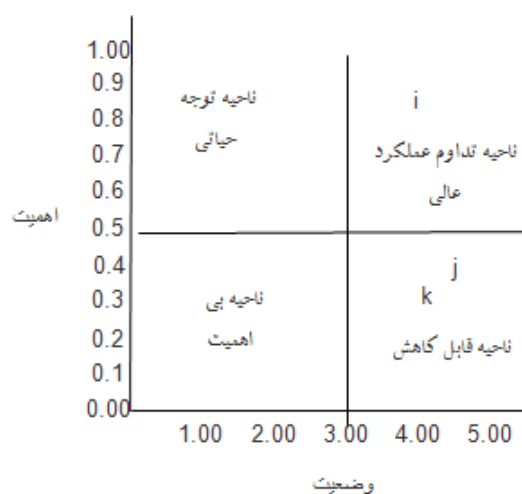 1.00
0.9
0.8
0.7
0.6
0.5
0.4
0.3
0.2
0.1
0.00
اهمیت
ناحیه توجه
حیاتی
i
ناحیه تداوم عملکرد
عالی
ناحیه بی
اهمیت
j
k
ناحیه قابل کاهش
1.00 2.00 3.00 4.00 5.00
وضعیت